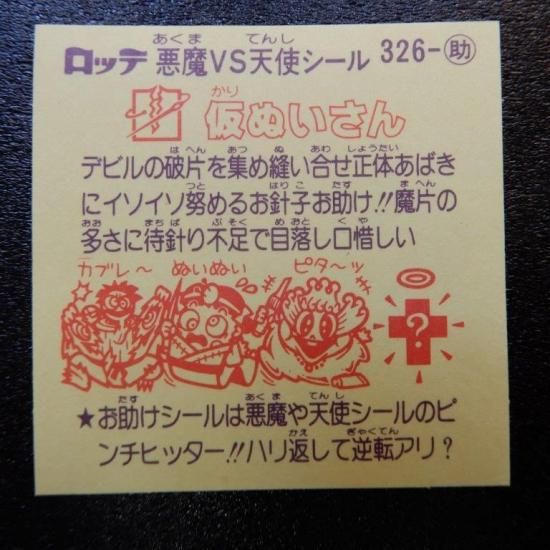 ロッテ 悪魔VS天使シール 326-助
仮ぬいさん
デビルの破片を集め縫い合せ正体あばき
にイソイソ努めるお針子お助け!!魔片の
多さに待針り不足で目落し口惜しい
カブレ〜 ぬいぬい ピタ〜ッ
?
★お助けシールは悪魔や天使シールのピ
ンチヒッター!!ハリ返して逆転アリ?